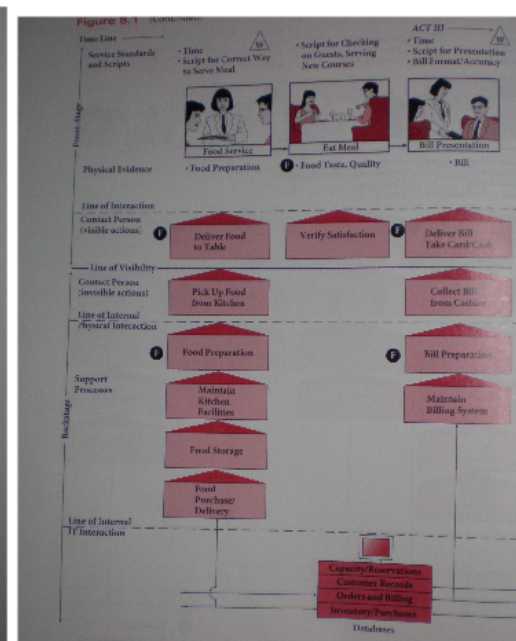 Figure 8.1 (Continued)
Time Line
ACT III
Service Standards
and Scripts
• Time
• Script for Correct Way
to Serve Meal
W
• Script for Checking
on Guests, Serving
New Courses
• Time
• Script for Presentation
• Bill Format/Accuracy
W
Front-Stage
Food Service
Eat Meal
Bill Presentation
Physical Evidence
• Food Preparation
F • Food Taste, Quality
• Bill
Line of Interaction
Contact Person
(visible actions)
F
Deliver Food
to Table
Verify Satisfaction
F
Deliver Bill
Take Card/Cash
Line of Visibility
Contact Person
(invisible actions)
Pick Up Food
from Kitchen
Collect Bill
from Cashier
Line of Internal
Physical Interaction
F
Food Preparation
F
Bill Preparation
Support
Processes
Maintain
Kitchen
Facilities
Maintain
Billing System
Backstage
Food Storage
Food
Purchase/
Delivery
Line of Internal
IT Interaction
Capacity/Reservations
Customer Records
Orders and Billing
Inventory/Purchases
Databases